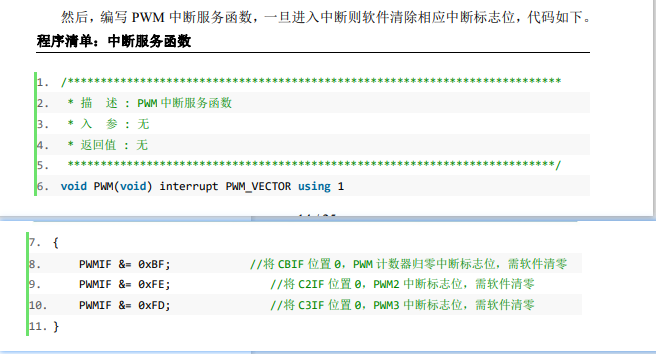 然后，编写 PWM 中断服务函数，一旦进入中断则软件清除相应中断标志位，代码如下。
程序清单：中断服务函数
1. /***************************************************************************
2. * 描 述 : PWM 中断服务函数
3. * 入 参 : 无
4. * 返回值 : 无
5. **************************************************************************/
6. void PWM(void) interrupt PWM_VECTOR using 1
7. {
8. PWMIF &= 0xBF; //将 CBIF 位置 0，PWM 计数器归零中断标志位，需软件清零
9. PWMIF &= 0xFE; //将 C2IF 位置 0，PWM2 中断标志位，需软件清零
10. PWMIF &= 0xFD; //将 C3IF 位置 0，PWM3 中断标志位，需软件清零
11. }